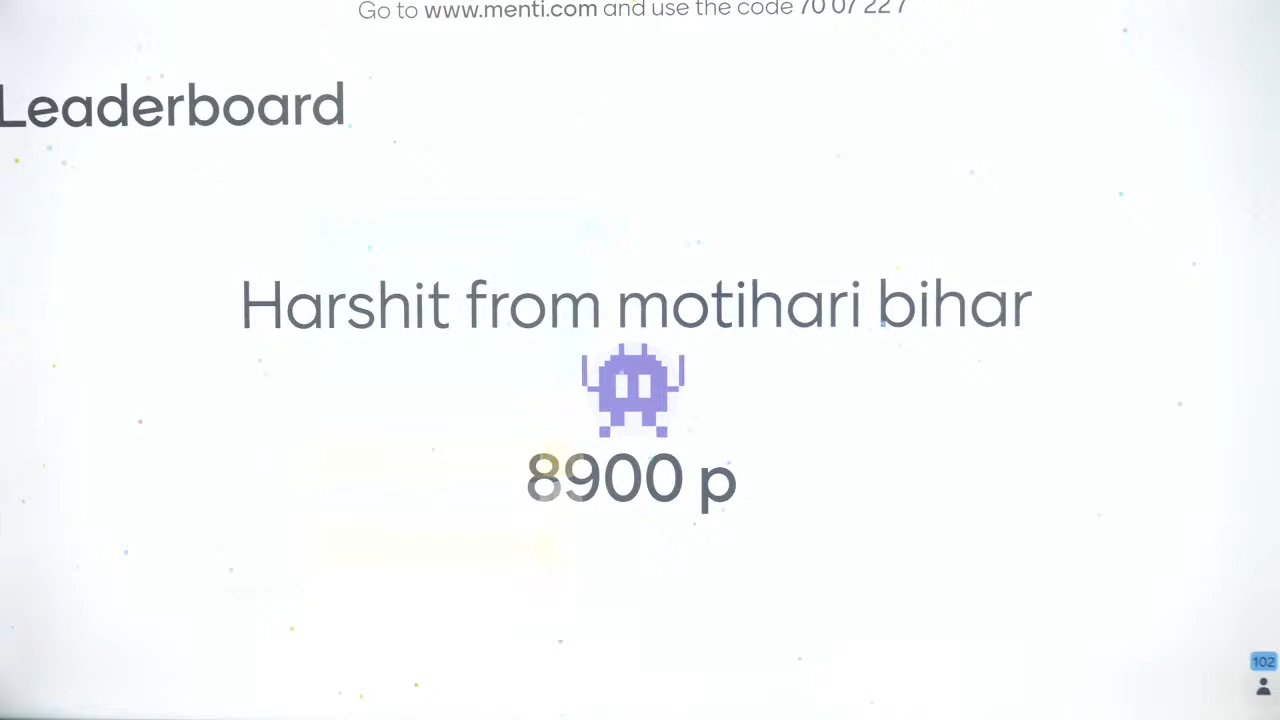 Go to www.menti.com and use the code 70 07 22 7
Leaderboard
Harshit from motihari bihar
8900 p
102